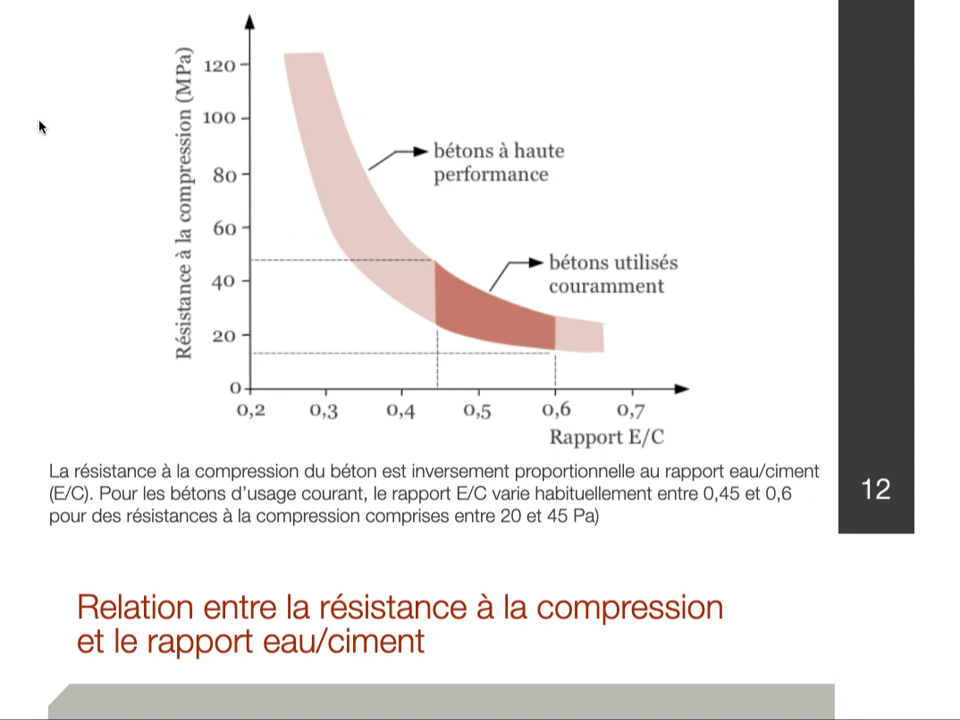 Résistance à la compression (MPa)
120
100
80
60
40
20
0
0,2 0,3 0,4 0,5 0,6 0,7
Rapport E/C
bétons à haute
performance
bétons utilisés
couramment
La résistance à la compression du béton est inversement proportionnelle au rapport eau/ciment
(E/C). Pour les bétons d'usage courant, le rapport E/C varie habituellement entre 0,45 et 0,6
pour des résistances à la compression comprises entre 20 et 45 Pa)
12
Relation entre la résistance à la compression
et le rapport eau/ciment